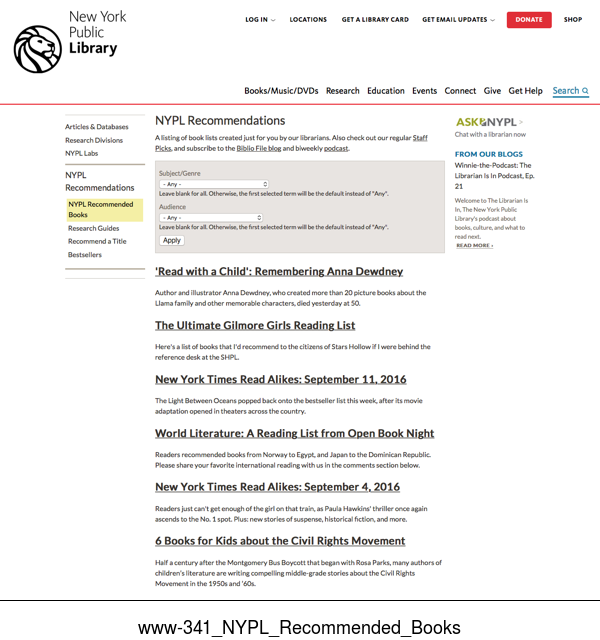 New York
Public
Library
LOG IN
LOCATIONS
GET A LIBRARY CARD
GET EMAIL UPDATES
DONATE
SHOP
Books/Music/DVDs Research Education Events Connect Give Get Help Search
Articles & Databases
Research Divisions
NYPL Labs
NYPL
Recommendations
NYPL Recommended
Books
Research Guides
Recommend a Title
Bestsellers
NYPL Recommendations
A listing of book lists created just for you by our librarians. Also check out our regular Staff
Picks, and subscribe to the Biblio File blog and biweekly podcast.
Subject/Genre
- Any -
Leave blank for all. Otherwise, the first selected term will be the default instead of "Any".
Audience
- Any -
Leave blank for all. Otherwise, the first selected term will be the default instead of "Any".
Apply
'Read with a Child': Remembering Anna Dewdney
Author and illustrator Anna Dewdney, who created more than 20 picture books about the
Llama family and other memorable characters, died yesterday at 50.
The Ultimate Gilmore Girls Reading List
Here's a list of books that I'd recommend to the citizens of Stars Hollow if I were behind the
reference desk at the SHPL.
New York Times Read Alikes: September 11, 2016
The Light Between Oceans popped back onto the bestseller list this week, after its movie
adaptation opened in theaters across the country.
World Literature: A Reading List from Open Book Night
Readers recommended books from Norway to Egypt, and Japan to the Dominican Republic.
Please share your favorite international reading with us in the comments section below.
New York Times Read Alikes: September 4, 2016
Readers just can't get enough of the girl on that train, as Paula Hawkins' thriller once again
ascends to the No. 1 spot. Plus: new stories of suspense, historical fiction, and more.
6 Books for Kids about the Civil Rights Movement
Half a century after the Montgomery Bus Boycott that began with Rosa Parks, many authors of
children's literature are writing compelling middle-grade stories about the Civil Rights
Movement in the 1950s and '60s.
ASK NYPL >
Chat with a librarian now
FROM OUR BLOGS
Winnie-the-Podcast: The
Librarian Is In Podcast, Ep.
21
Welcome to The Librarian Is
In, The New York Public
Library's podcast about
books, culture, and what to
read next.
READ MORE ›
www-341_NYPL_Recommended_Books